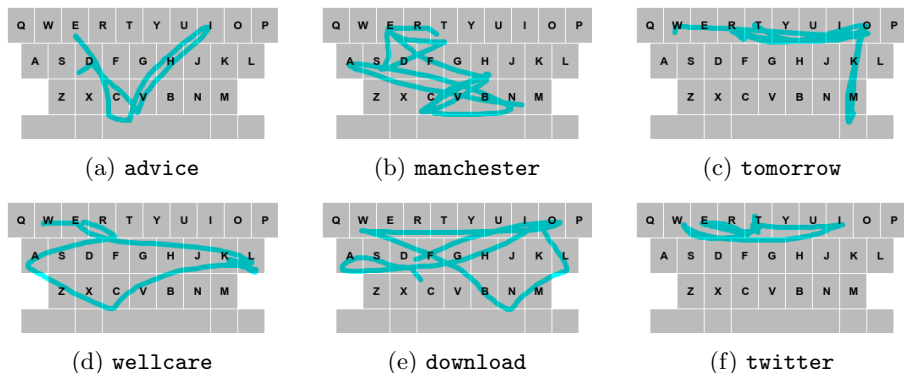 Q W E R T Y U I O P
A S D F G H J K L
Z X C V B N M
(a) advice
Q W E R T Y U I O P
A S D F G H J K L
Z X C V B N M
(b) manchester
Q W E R T Y U I O P
A S D F G H J K L
Z X C V B N M
(c) tomorrow
Q W E R T Y U I O P
A S D F G H J K L
Z X C V B N M
(d) wellcare
Q W E R T Y U I O P
A S D F G H J K L
Z X C V B N M
(e) download
Q W E R T Y U I O P
A S D F G H J K L
Z X C V B N M
(f) twitter